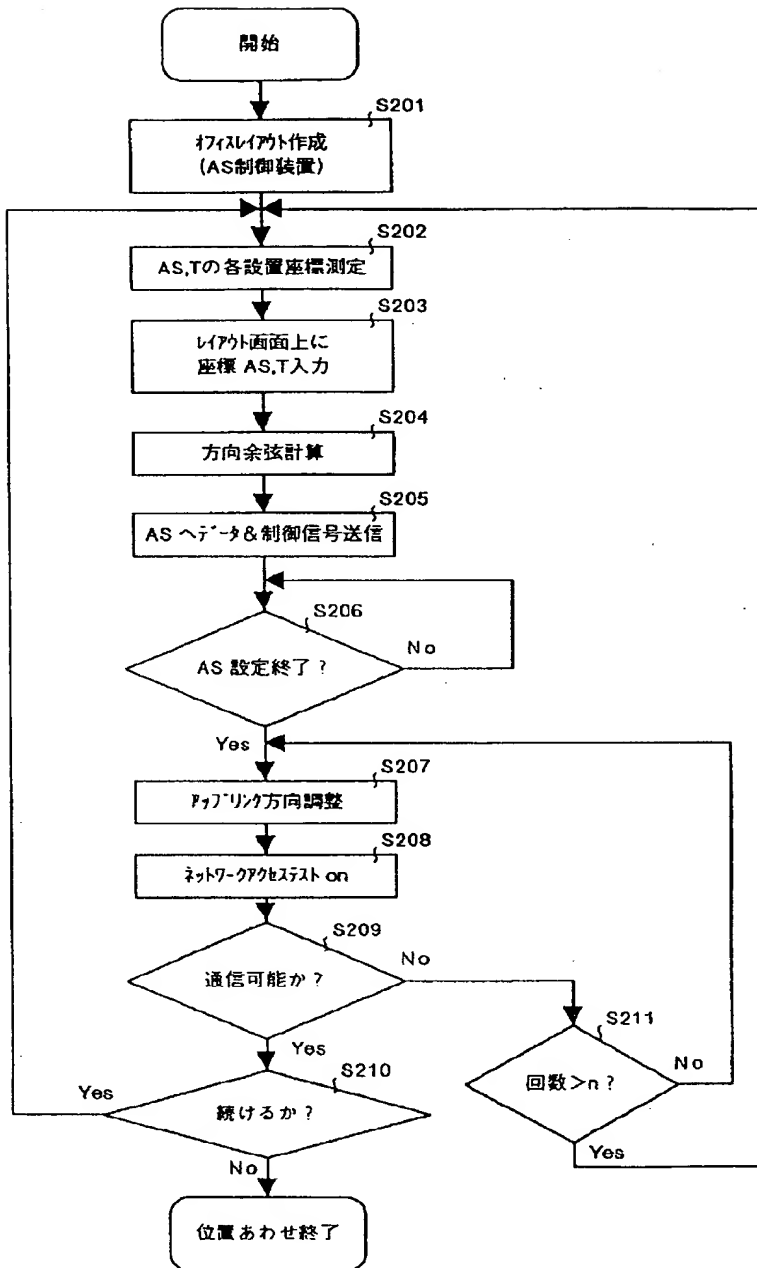 開始
S201
オフィスレイアウト作成
(AS制御装置)
S202
AS,Tの各設置座標測定
S203
レイアウト画面上に
座標 AS,T入力
S204
方向余弦計算
S205
AS へデータ&制御信号送信
S206
AS 設定終了?
No
Yes
S207
アップリンク方向調整
S208
ネットワークアクセステスト on
S209
通信可能か?
No
Yes
S211
回数>n?
No
Yes
S210
続けるか?
Yes
No
位置あわせ終了